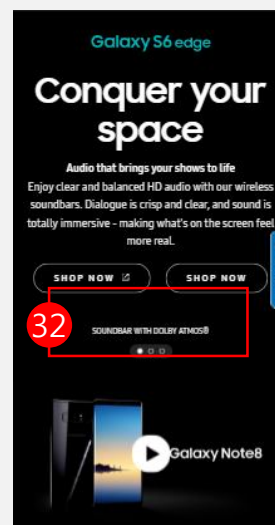 Galaxy S6 edge
Conquer your
space
Audio that brings your shows to life
Enjoy clear and balanced HD audio with our wireless
soundbars. Dialogue is crisp and clear, and sound is
totally immersive - making what's on the screen feel
more real.
SHOP NOW SHOP NOW
32
SOUNDBAR WITH DOLBY ATMOS®
Galaxy Note8